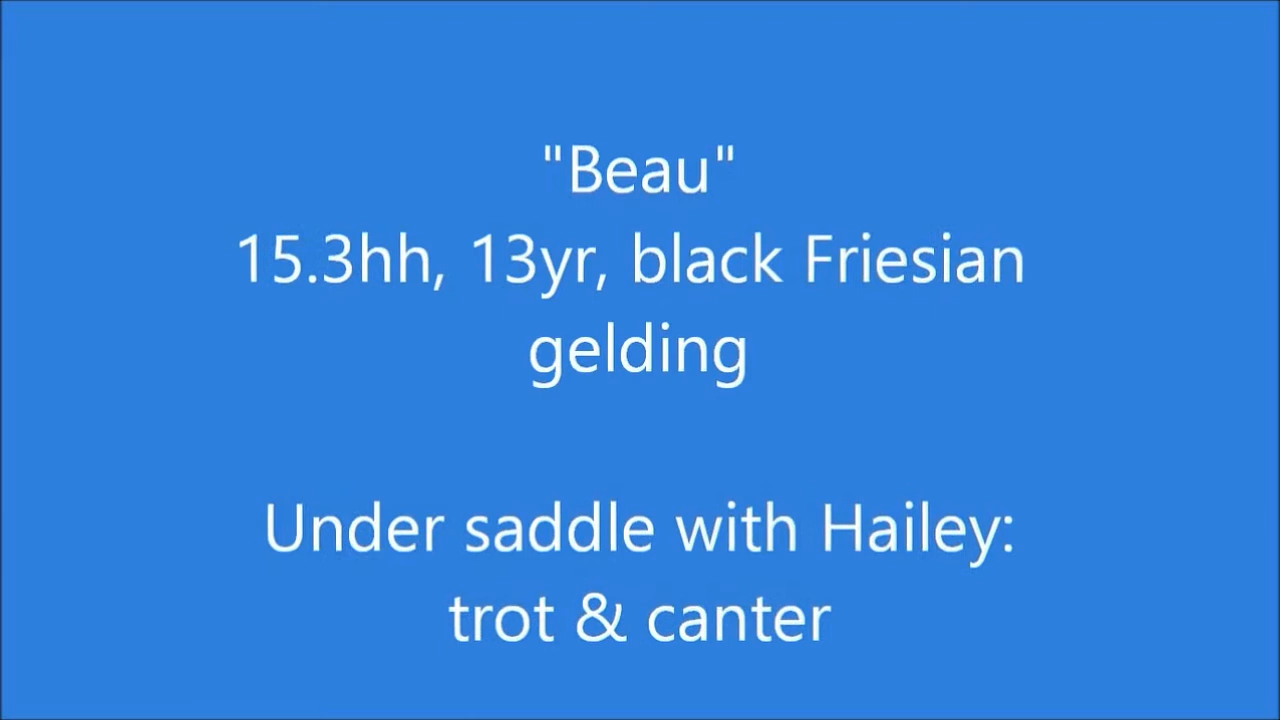 "Beau"
15.3hh, 13yr, black Friesian
gelding
Under saddle with Hailey:
trot & canter